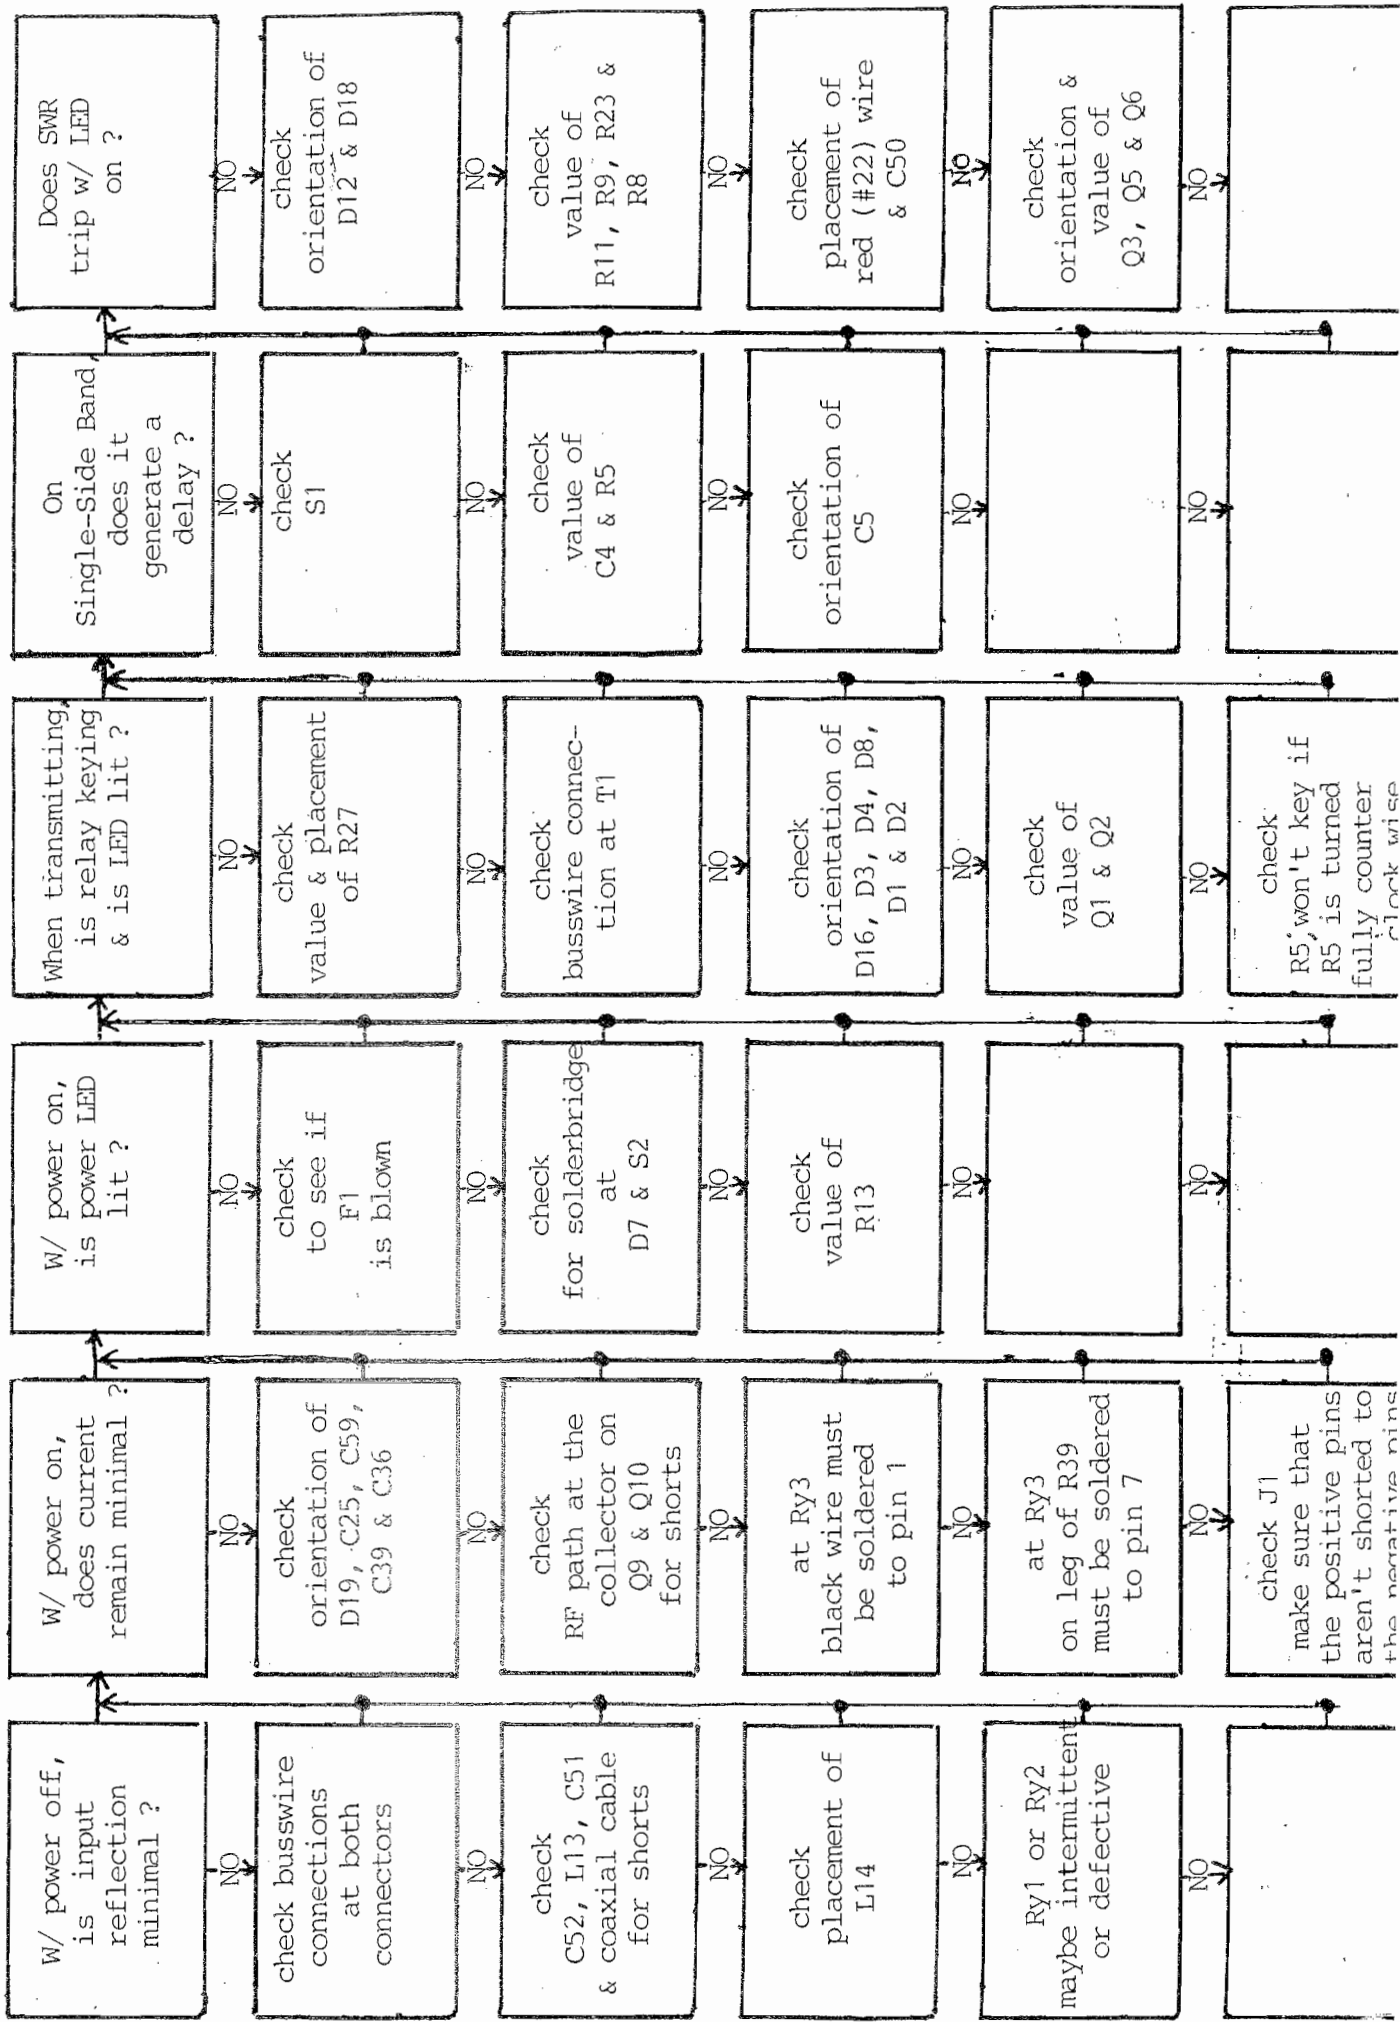 W/ power off,
is input
reflection
minimal ?
NO
check busswire
connections
at both
connectors
NO
check
C52, L13, C51
& coaxial cable
for shorts
NO
check
placement of
L14
NO
Ry1 or Ry2
maybe intermittent
or defective
NO
W/ power on,
does current
remain minimal ?
NO
check
orientation of
D19, C25, C59,
C39 & C36
NO
check
RF path at the
collector on
Q9 & Q10
for shorts
NO
at Ry3
black wire must
be soldered
to pin 1
NO
at Ry3
on leg of R39
must be soldered
to pin 7
NO
check J1
make sure that
the positive pins
aren't shorted to
the negative pins
W/ power on,
is power LED
lit ?
NO
check
to see if
F1
is blown
NO
check
for solderbridge
at
D7 & S2
NO
check
value of
R13
NO
NO
When transmitting,
is relay keying
& is LED lit ?
NO
check
value & placement
of R27
NO
check
busswire connec-
tion at T1
NO
check
orientation of
D16, D3, D4, D8,
D1 & D2
NO
check
value of
Q1 & Q2
NO
check
R5, won't key if
R5 is turned
fully counter
clock wise
On
Single-Side Band,
does it
generate a
delay ?
NO
check
S1
NO
check
value of
C4 & R5
NO
check
orientation of
C5
NO
NO
Does SWR
trip w/ LED
on ?
NO
check
orientation of
D12 & D18
NO
check
value of
R11, R9, R23 &
R8
NO
check
placement of
red (#22) wire
& C50
NO
check
orientation &
value of
Q3, Q5 & Q6
NO